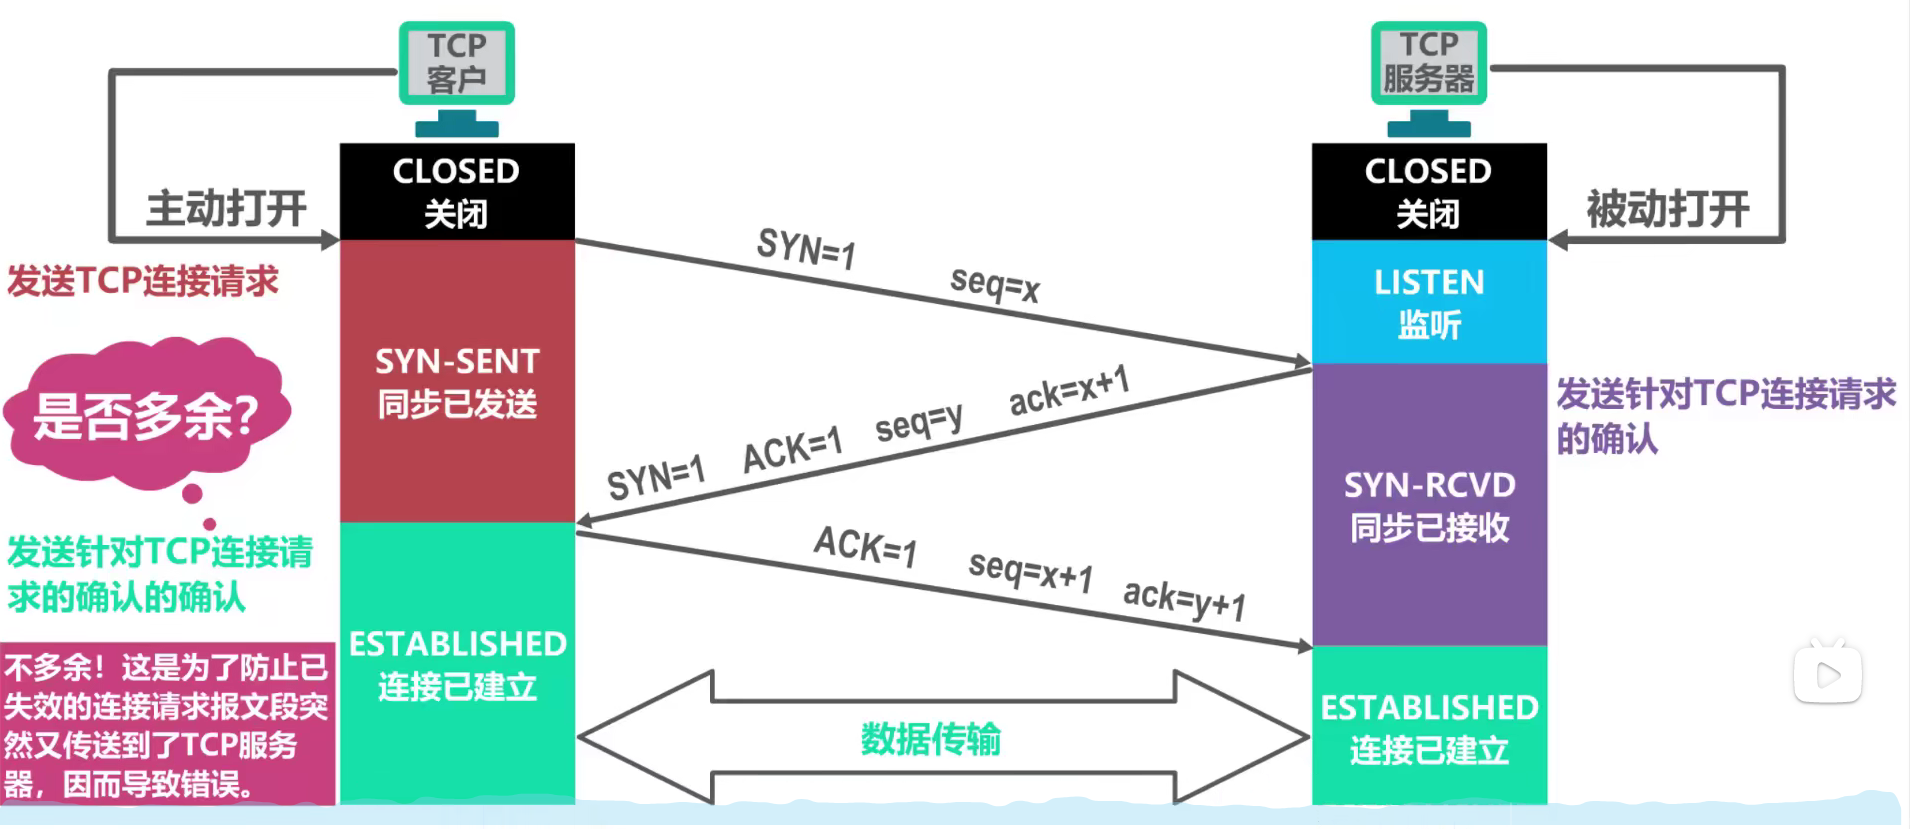 TCP
客户
TCP
服务器
CLOSED
关闭
CLOSED
关闭
主动打开
被动打开
发送TCP连接请求
SYN=1 seq=x
LISTEN
监听
SYN-SENT
同步已发送
是否多余？
SYN=1 ACK=1 seq=y ack=x+1
发送针对TCP连接请求
的确认
SYN-RCVD
同步已接收
发送针对TCP连接请
求的确认的确认
ACK=1 seq=x+1 ack=y+1
ESTABLISHED
连接已建立
不多余！这是为了防止已
失效的连接请求报文段突
然又传送到了TCP服务
器，因而导致错误。
数据传输
ESTABLISHED
连接已建立